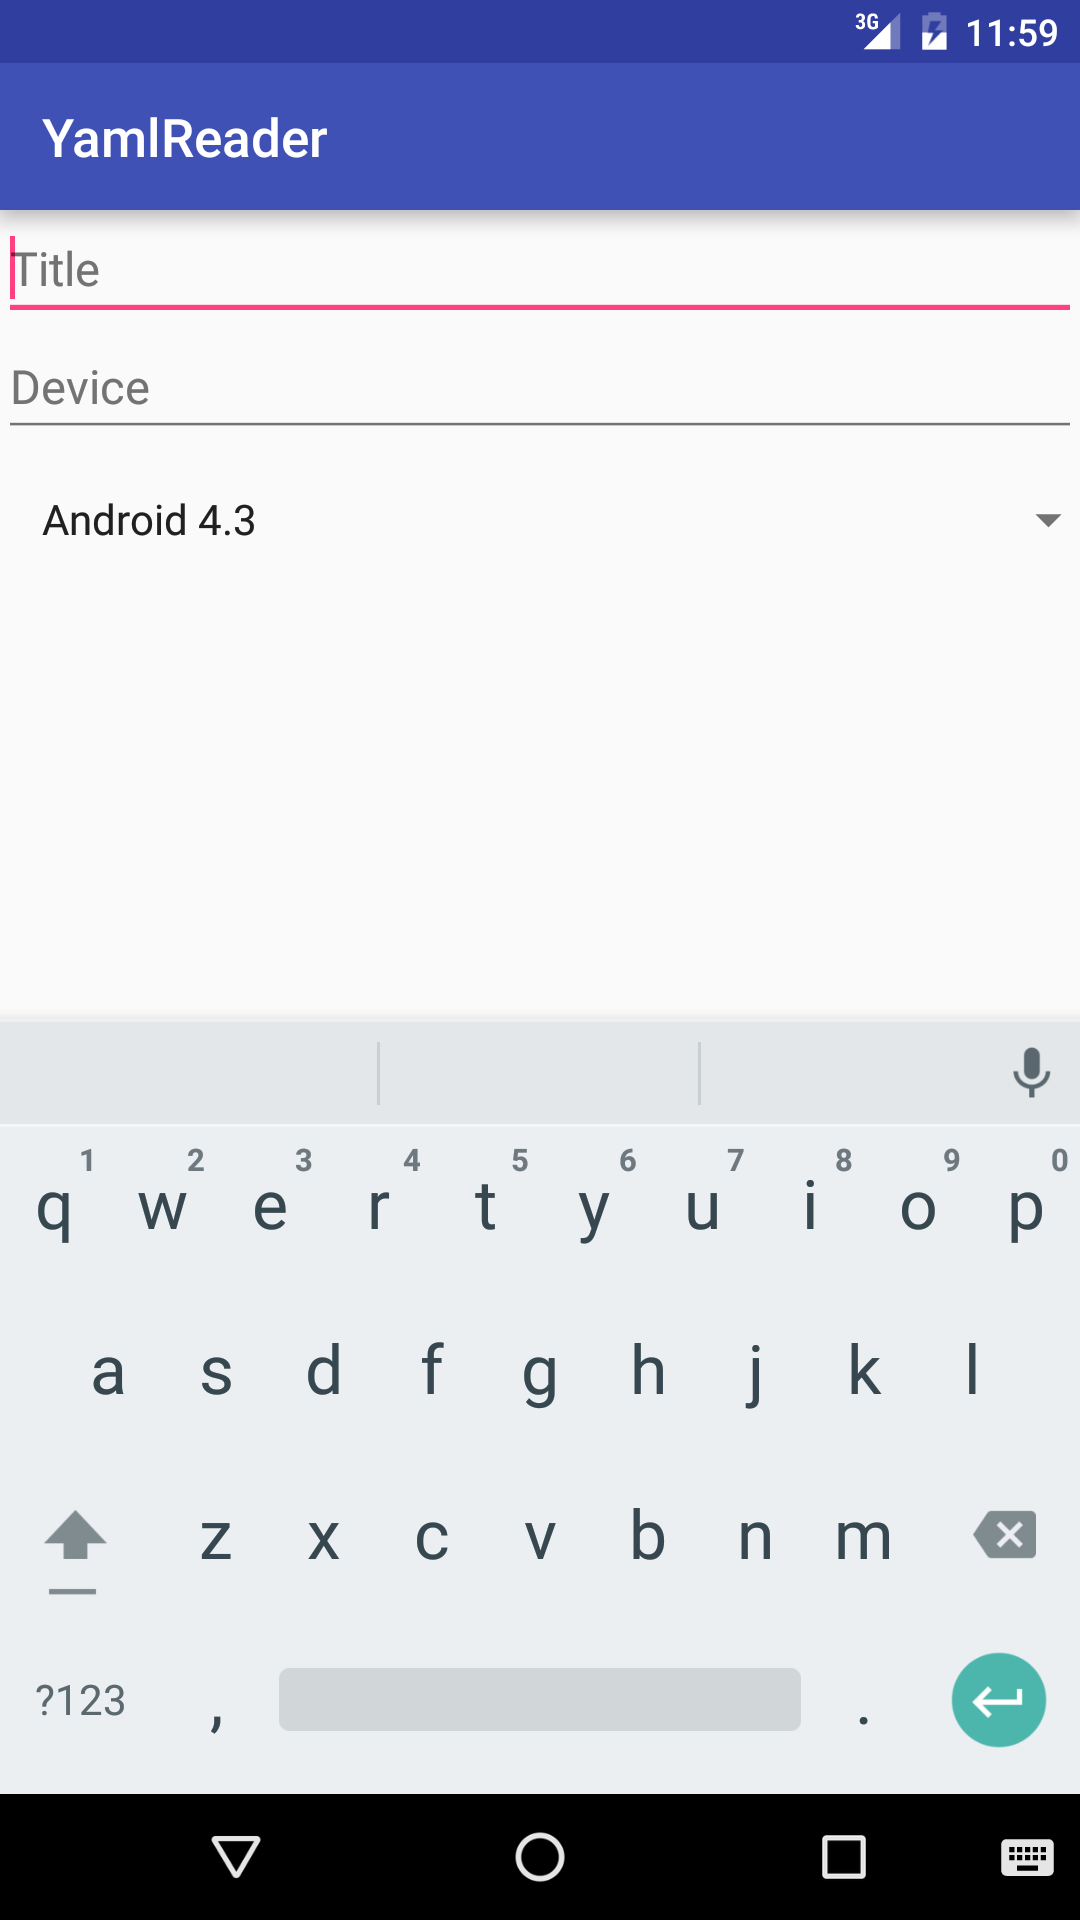 3G 11:59
YamlReader
Title
Device
Android 4.3
1 2 3 4 5 6 7 8 9 0
q w e r t y u i o p
a s d f g h j k l
z x c v b n m
?123 , .